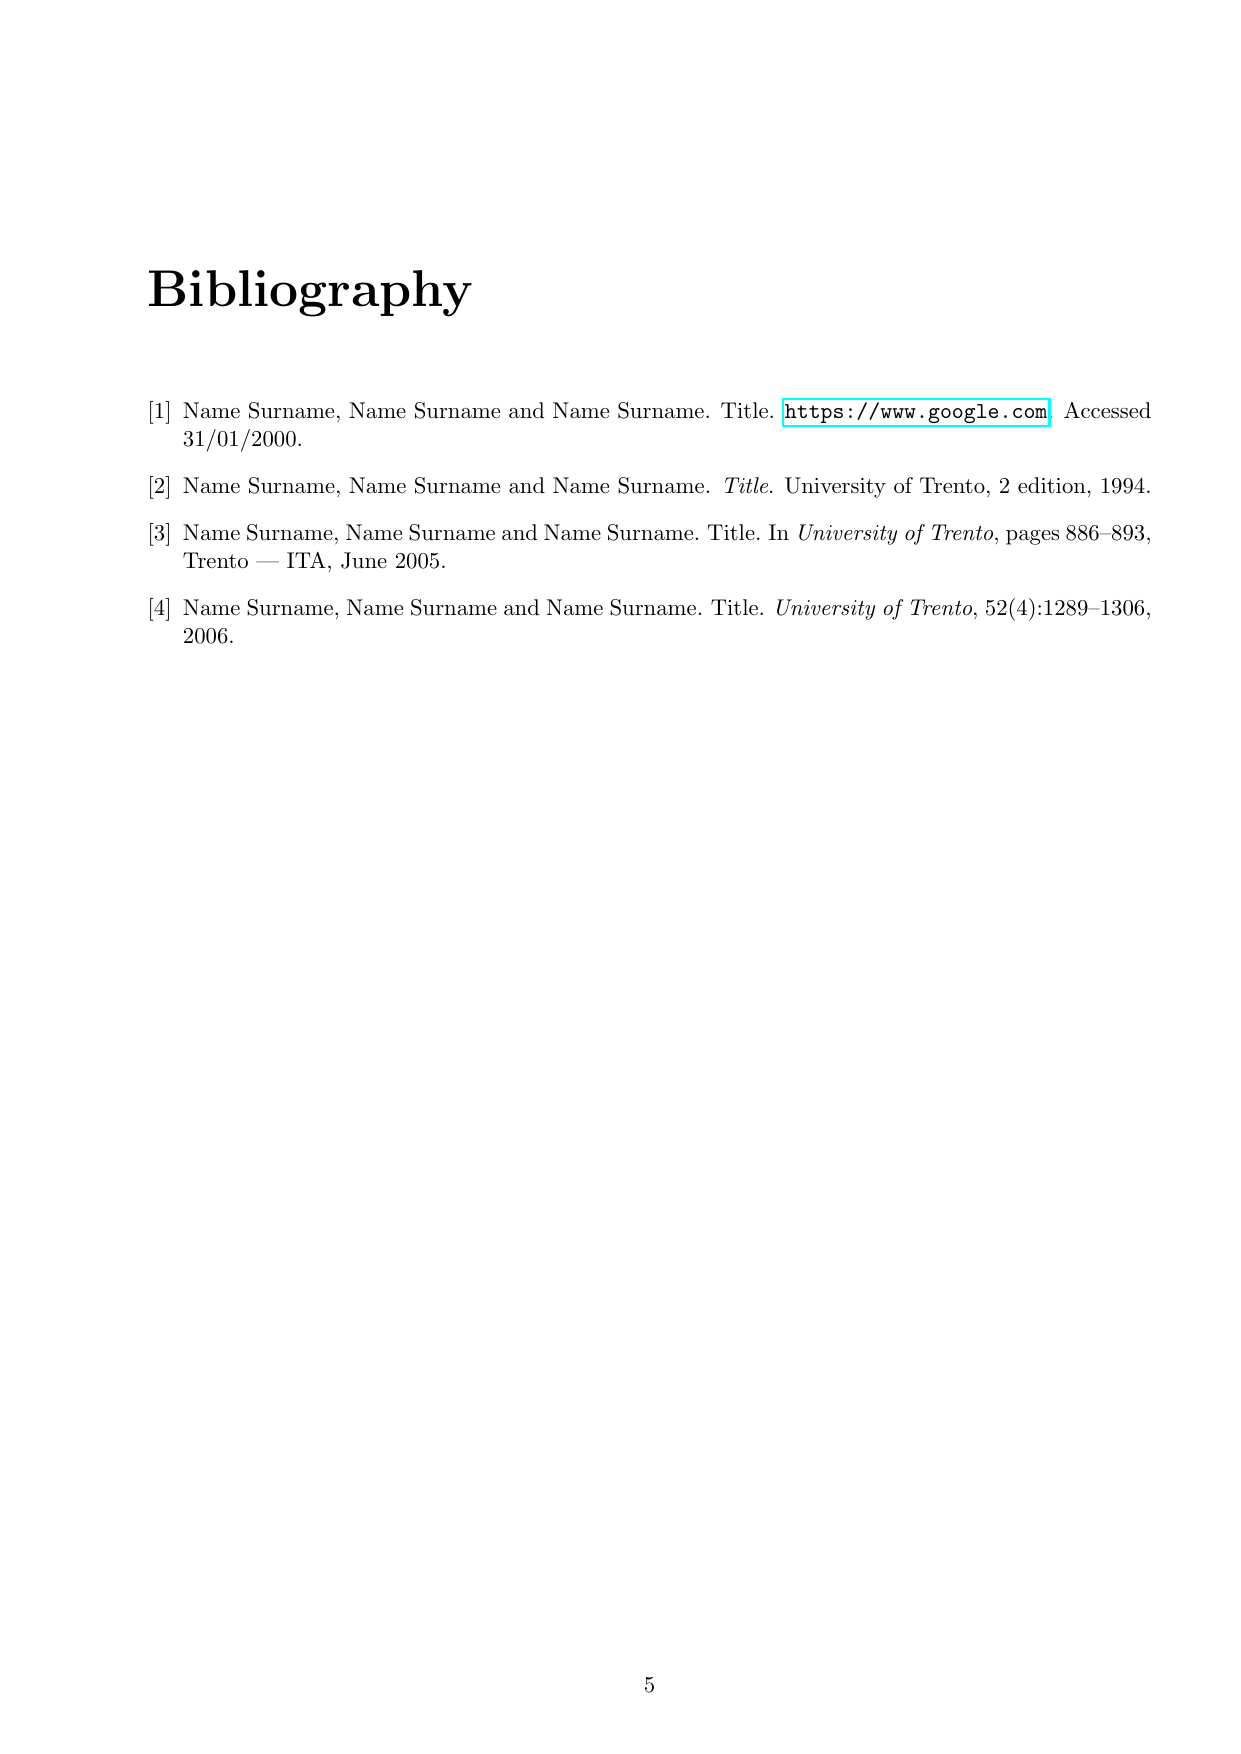 Bibliography
[1] Name Surname, Name Surname and Name Surname. Title. https://www.google.com. Accessed
31/01/2000.
[2] Name Surname, Name Surname and Name Surname. Title. University of Trento, 2 edition, 1994.
[3] Name Surname, Name Surname and Name Surname. Title. In University of Trento, pages 886–893,
Trento — ITA, June 2005.
[4] Name Surname, Name Surname and Name Surname. Title. University of Trento, 52(4):1289–1306,
2006.
5